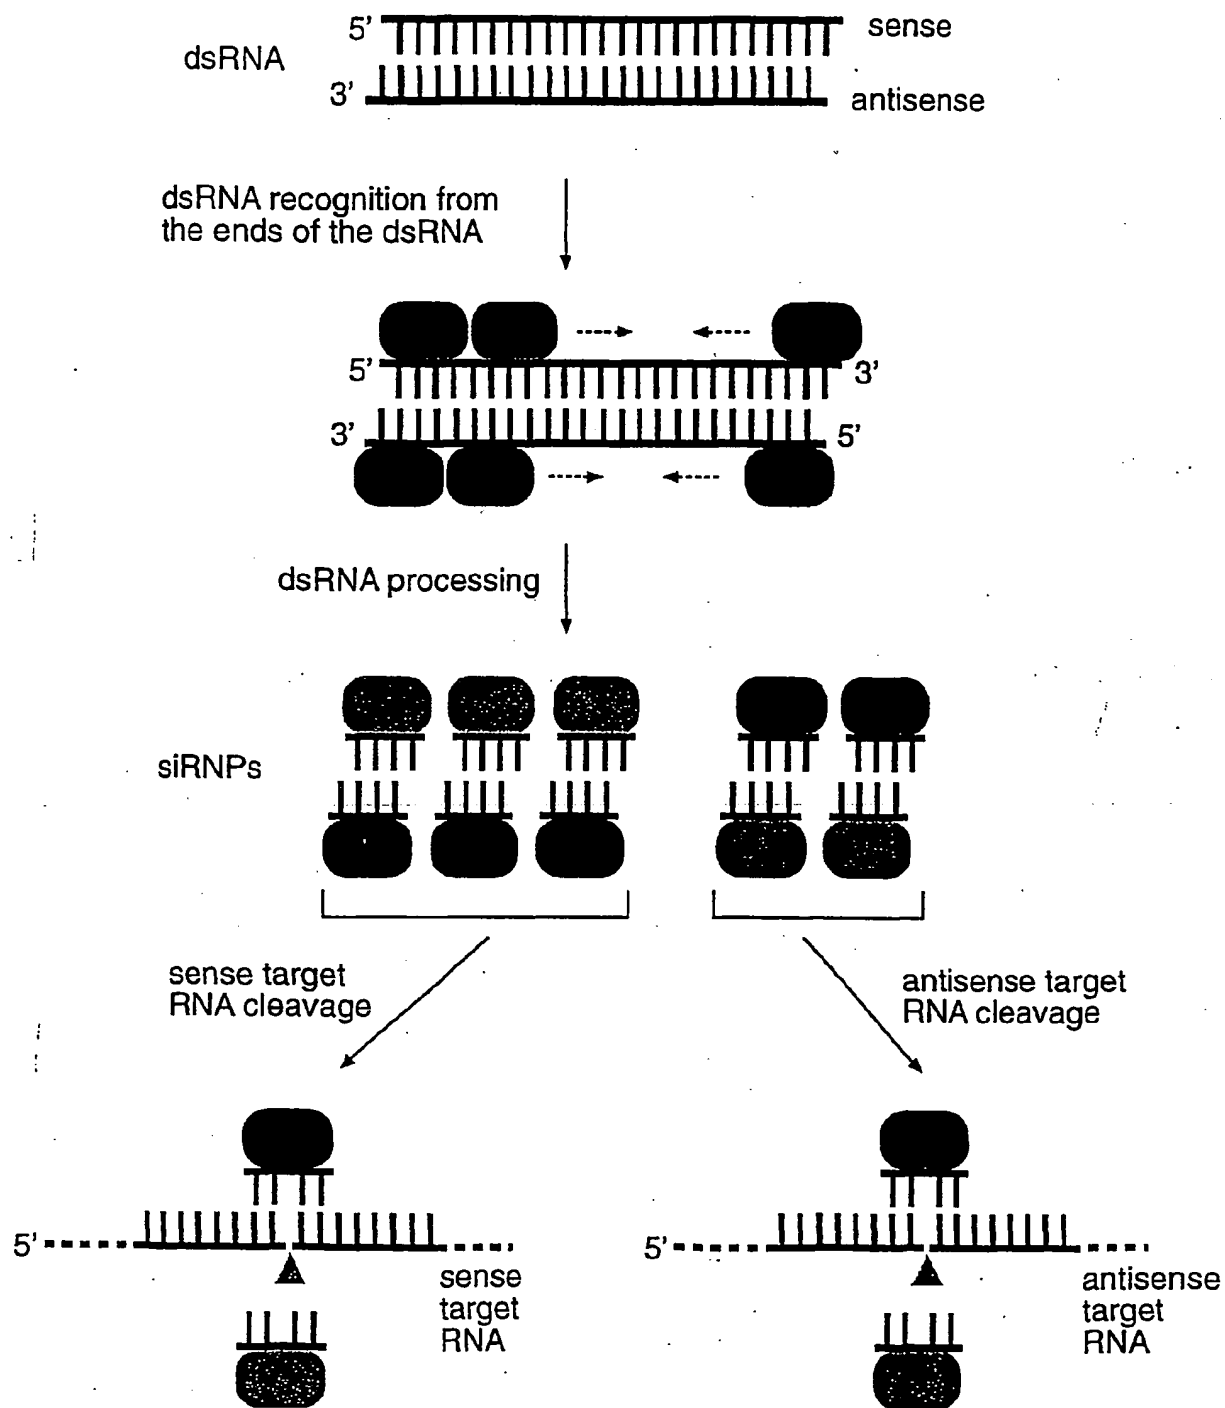 5’
sense
dsRNA
3’
antisense
dsRNA recognition from
the ends of the dsRNA
5’
3’
3’
5’
dsRNA processing
siRNPs
sense target
RNA cleavage
antisense target
RNA cleavage
5’
sense
target
RNA
5’
antisense
target
RNA